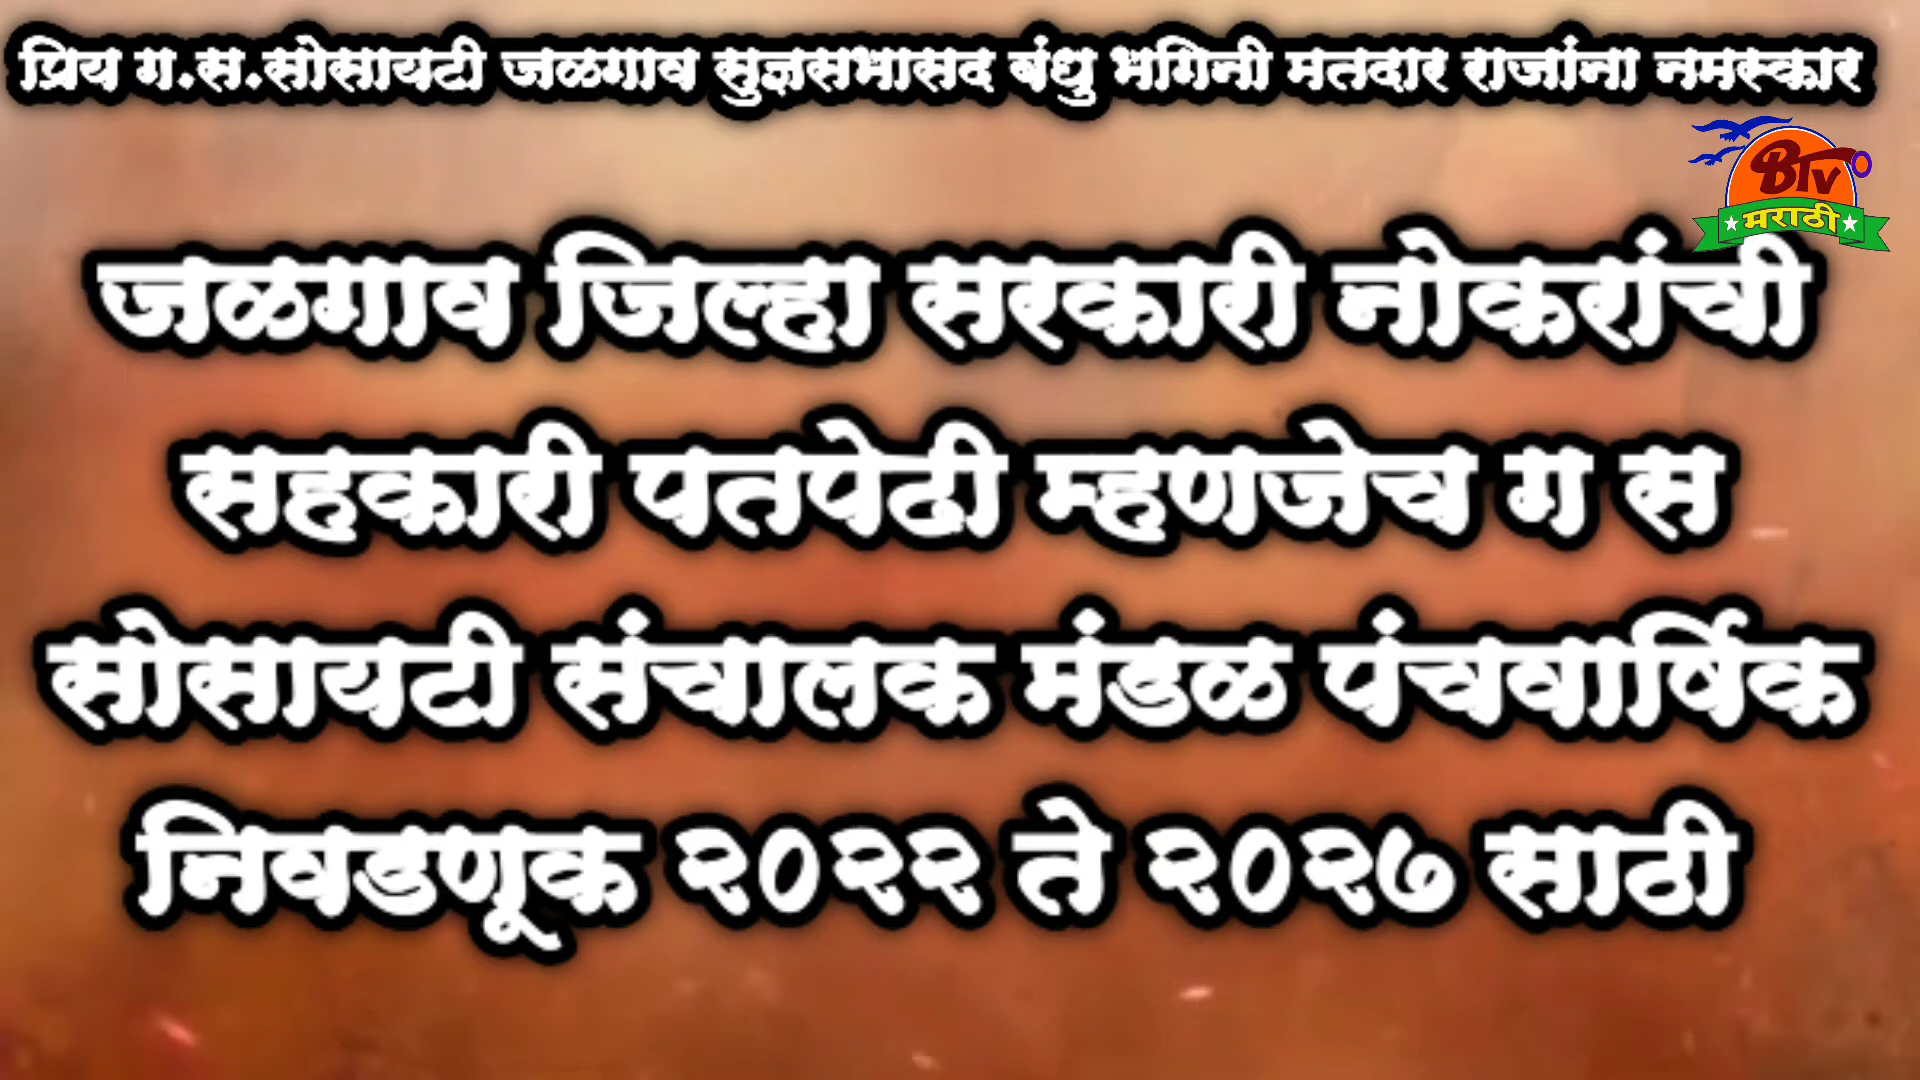 प्रिय ग.स.सोसायटी जळगाव सुज्ञसभासद बंधु भगिनी मतदार राजांना नमस्कार
BTV
मराठी
जळगाव जिल्हा सरकारी नोकरांची
सहकारी पतपेढी म्हणजेच ग स
सोसायटी संचालक मंडळ पंचवार्षिक
निवडणूक २०२२ ते २०२७ साठी